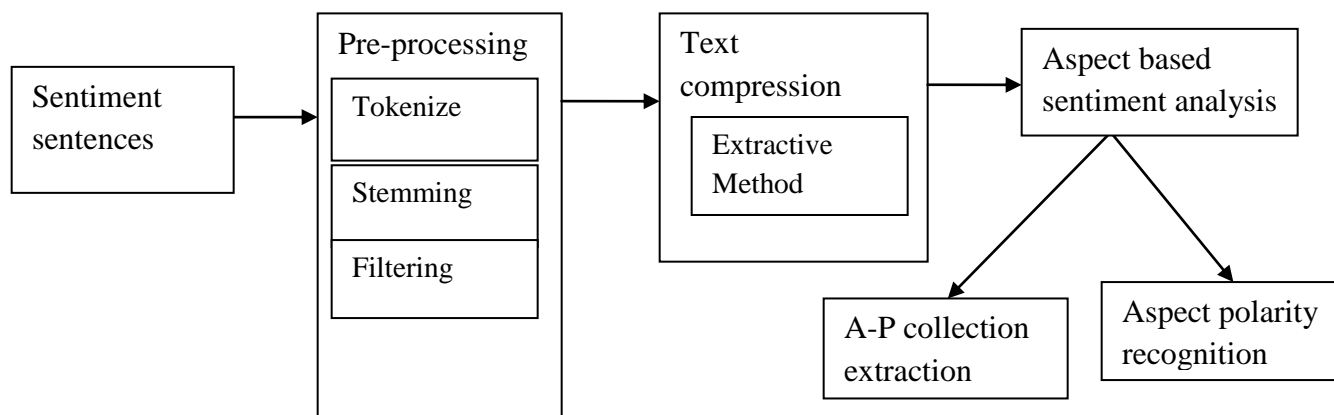 Sentiment
sentences
Pre-processing
Tokenize
Stemming
Filtering
Text
compression
Extractive
Method
Aspect based
sentiment analysis
A-P collection
extraction
Aspect polarity
recognition